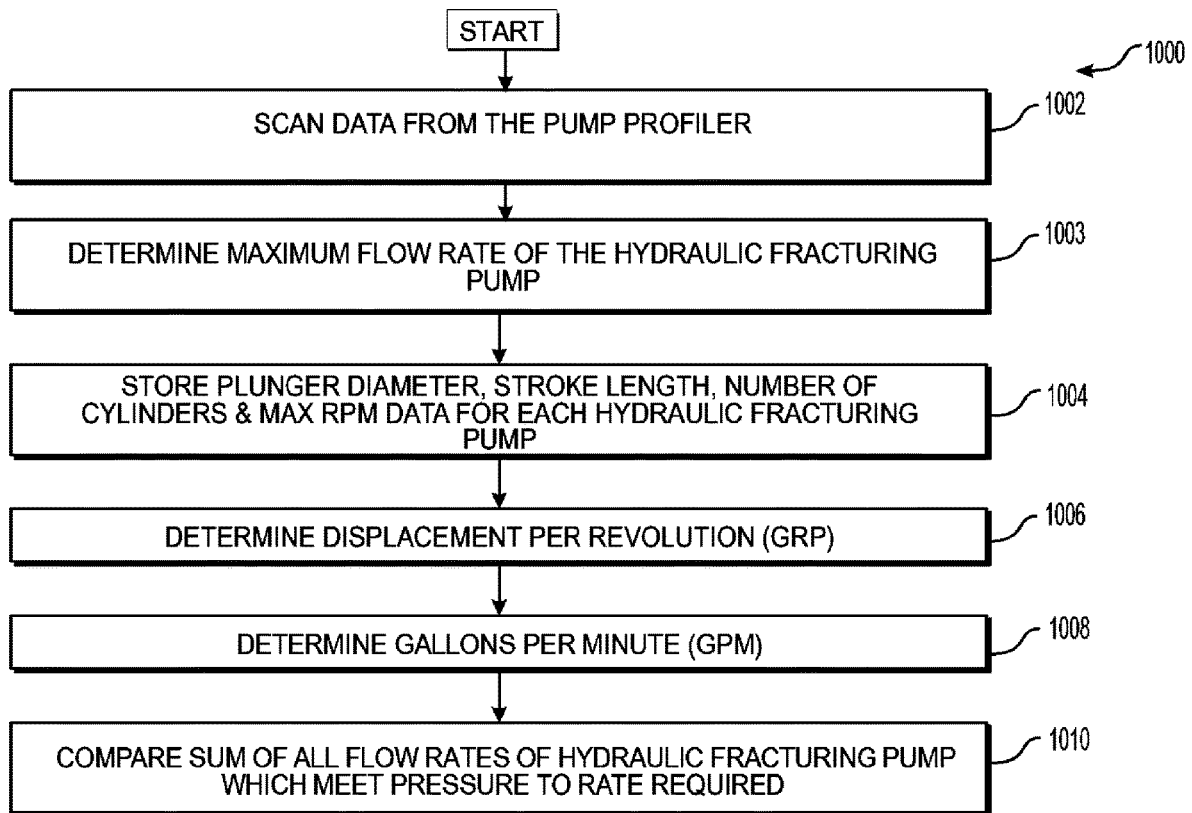 START
1000
SCAN DATA FROM THE PUMP PROFILER
1002
DETERMINE MAXIMUM FLOW RATE OF THE HYDRAULIC FRACTURING
PUMP
1003
STORE PLUNGER DIAMETER, STROKE LENGTH, NUMBER OF
CYLINDERS & MAX RPM DATA FOR EACH HYDRAULIC FRACTURING
PUMP
1004
DETERMINE DISPLACEMENT PER REVOLUTION (GRP)
1006
DETERMINE GALLONS PER MINUTE (GPM)
1008
COMPARE SUM OF ALL FLOW RATES OF HYDRAULIC FRACTURING PUMP
WHICH MEET PRESSURE TO RATE REQUIRED
1010